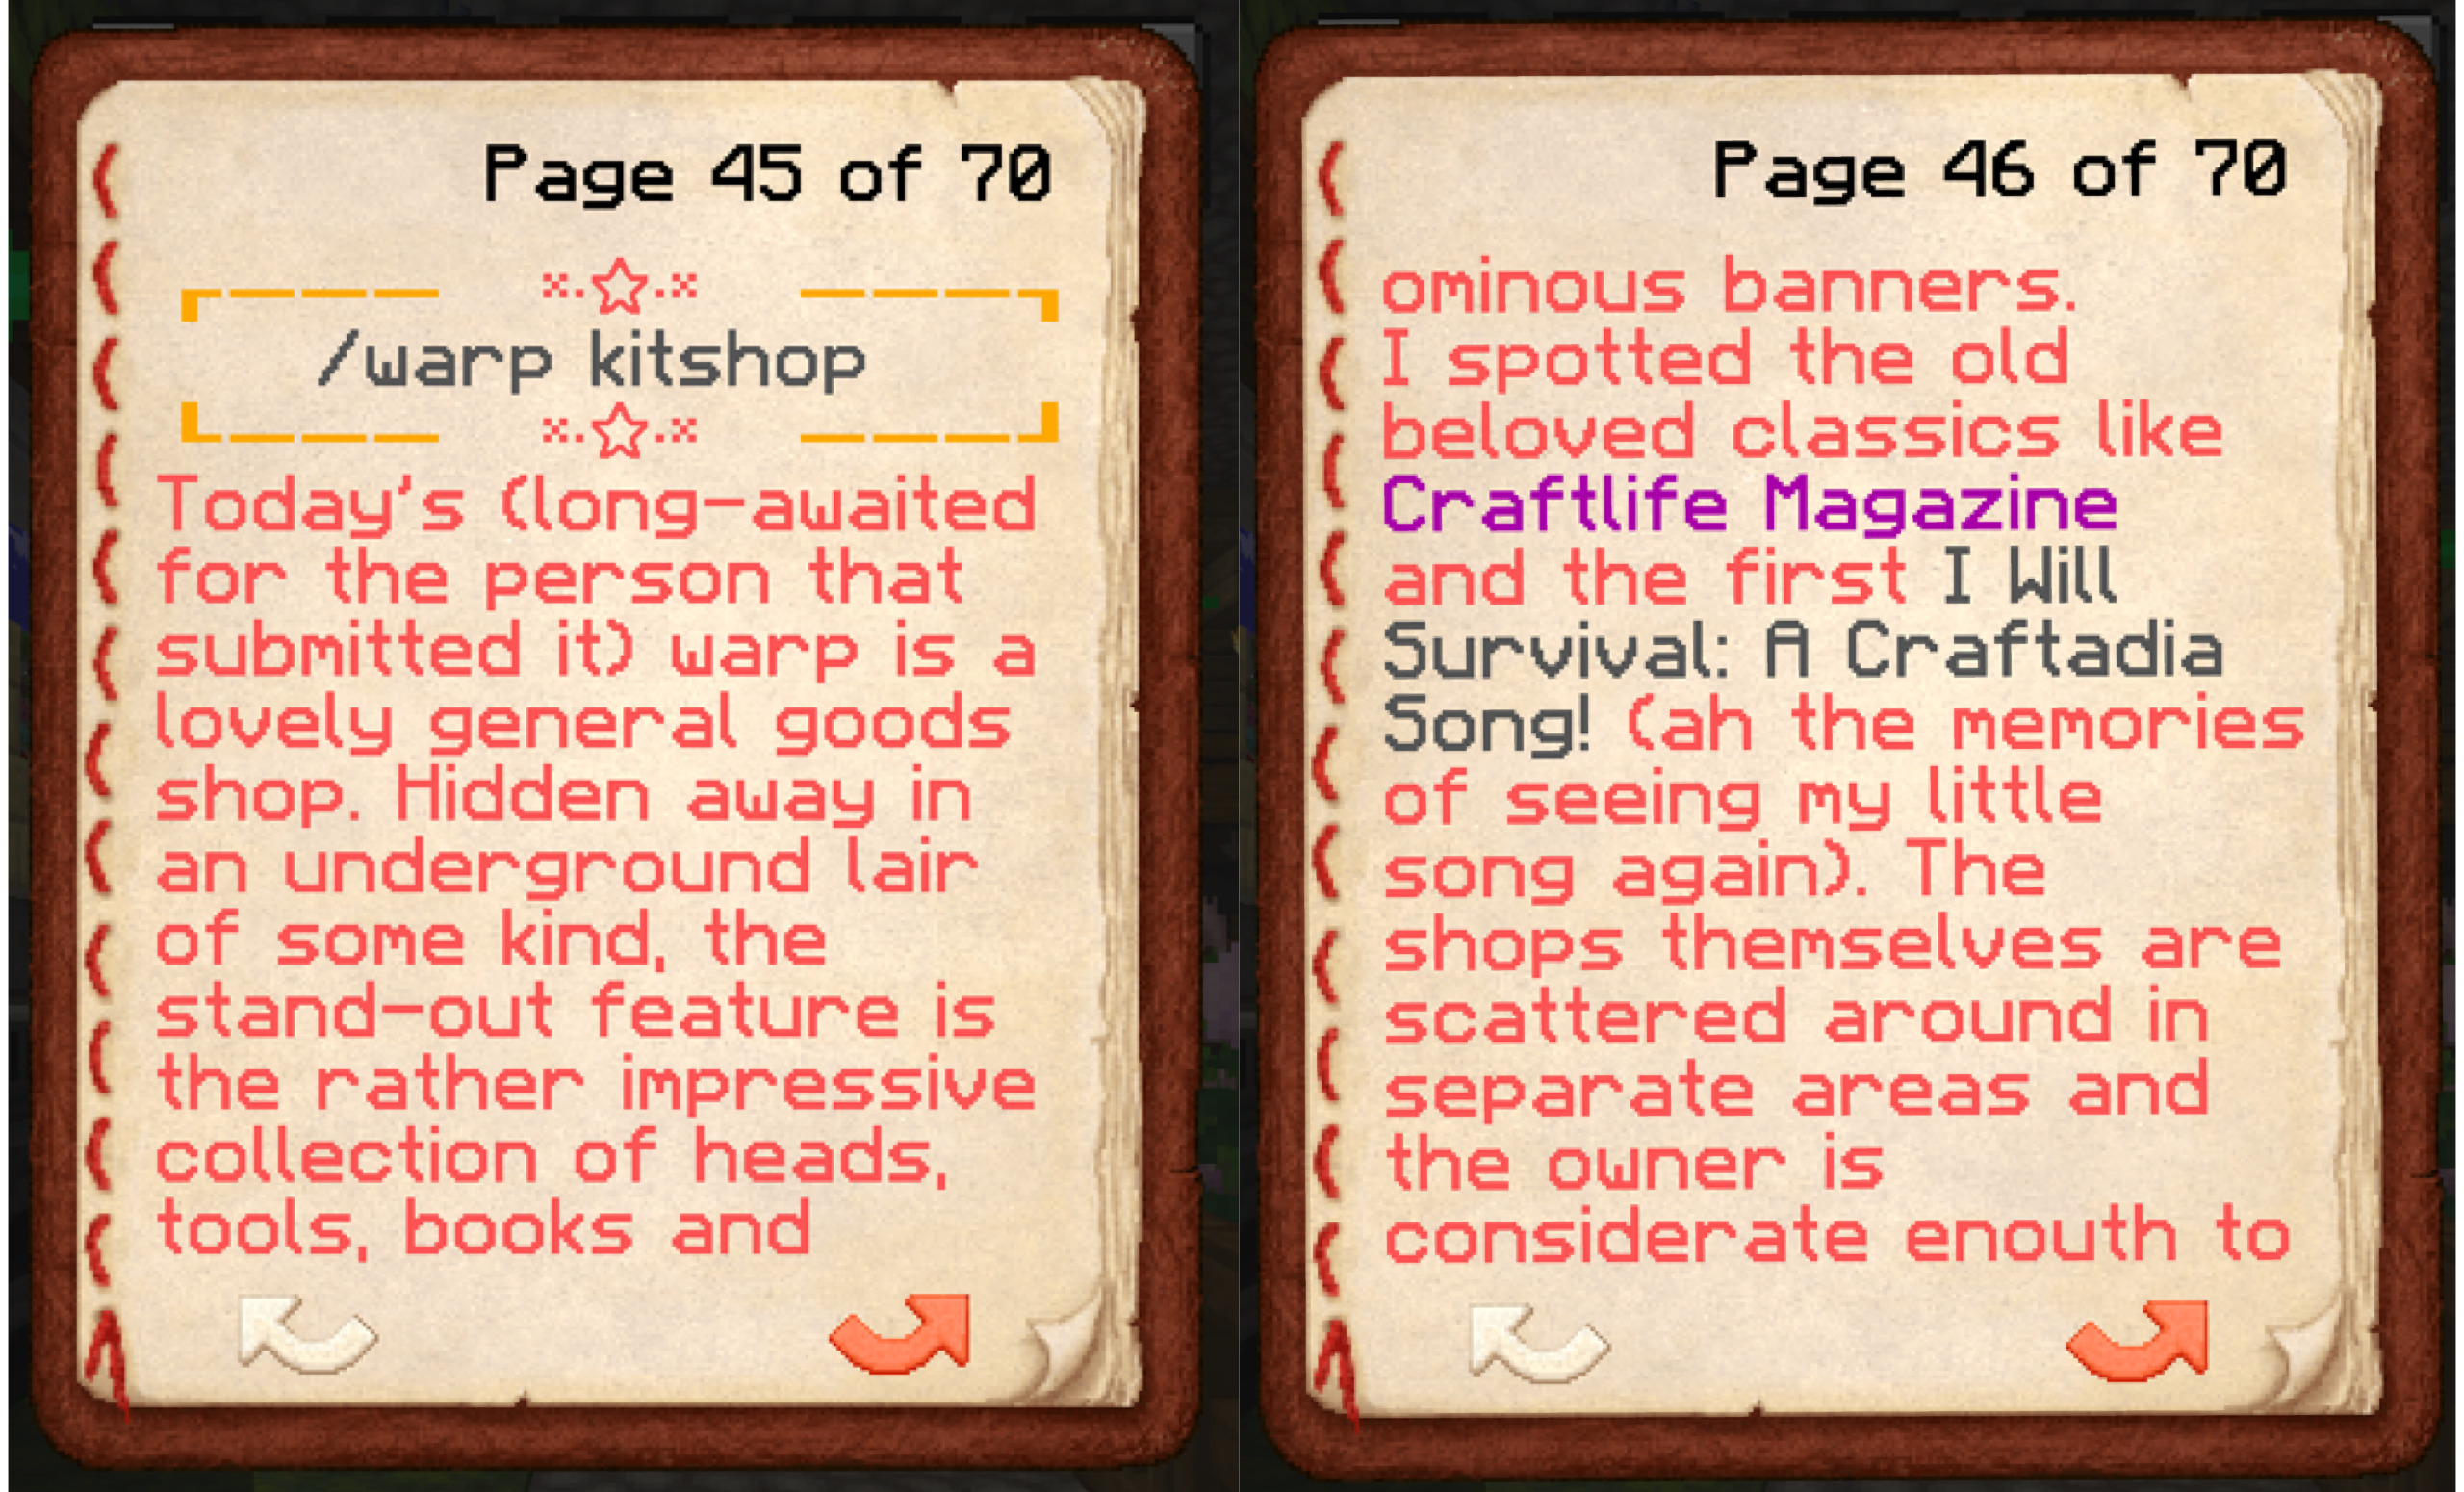 Page 45 of 70
×·☆·×
/warp kitshop
×·☆·×
Today's (long-awaited
for the person that
submitted it) warp is a
lovely general goods
shop. Hidden away in
an underground lair
of some kind, the
stand-out feature is
the rather impressive
collection of heads,
tools, books and
Page 46 of 70
ominous banners.
I spotted the old
beloved classics like
Craftlife Magazine
and the first I Will
Survival: A Craftadia
Song! (ah the memories
of seeing my little
song again). The
shops themselves are
scattered around in
separate areas and
the owner is
considerate enouth to